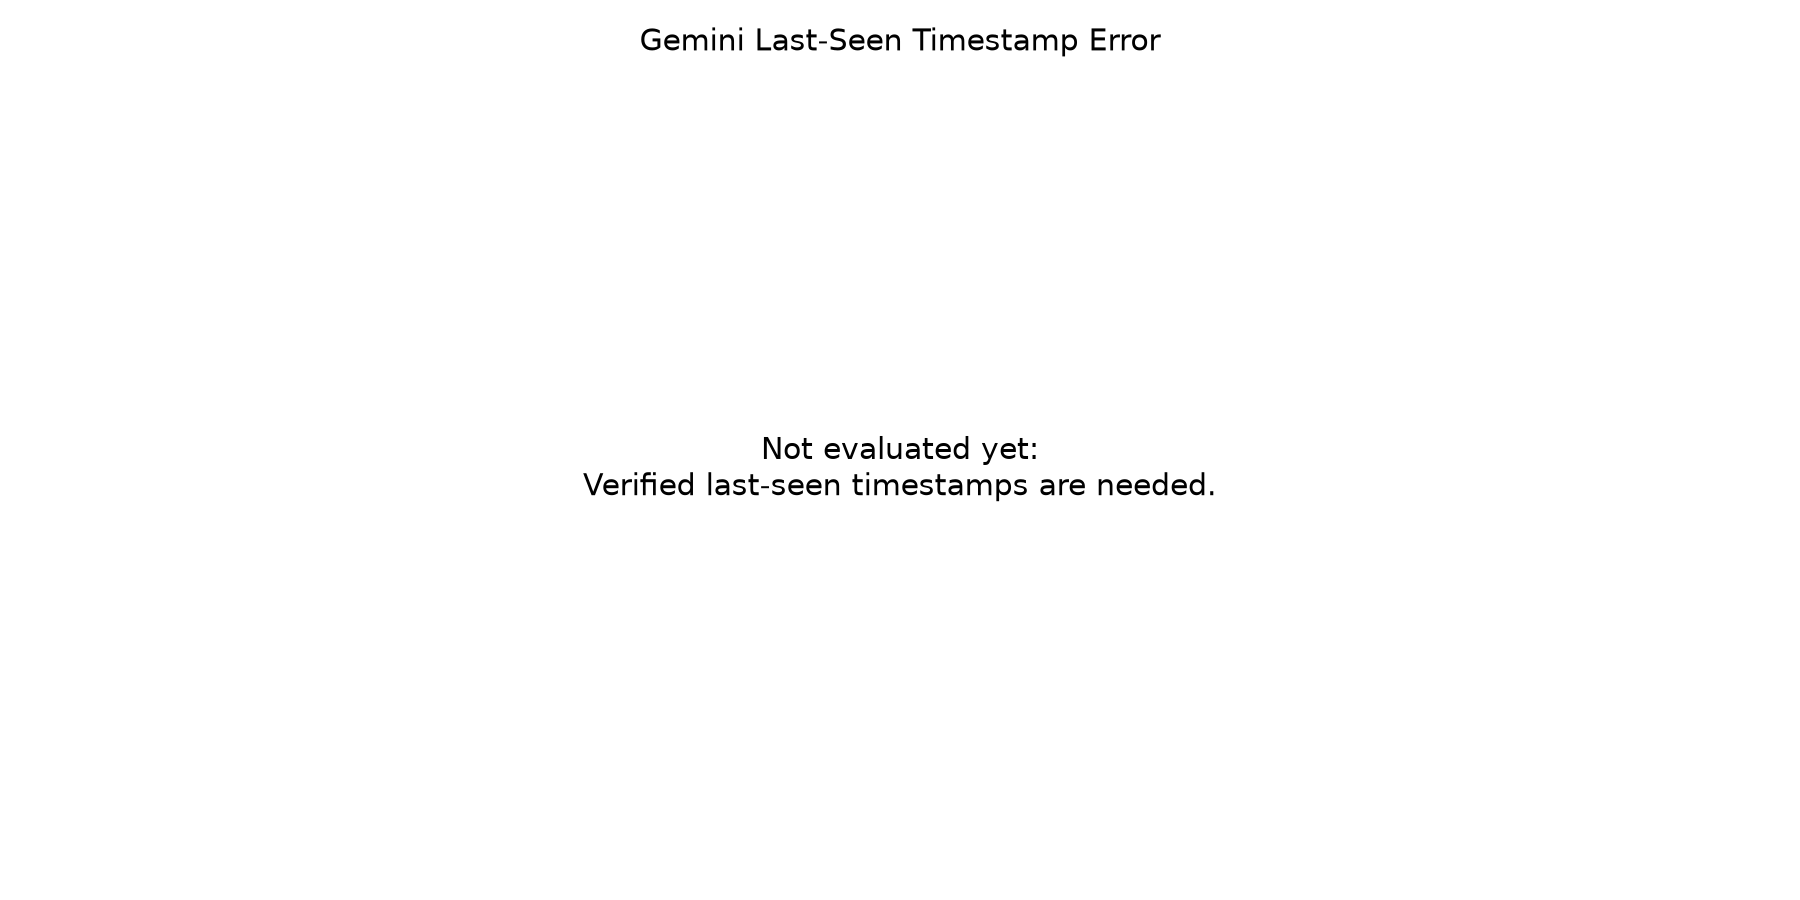 Gemini Last-Seen Timestamp Error
Not evaluated yet:
Verified last-seen timestamps are needed.